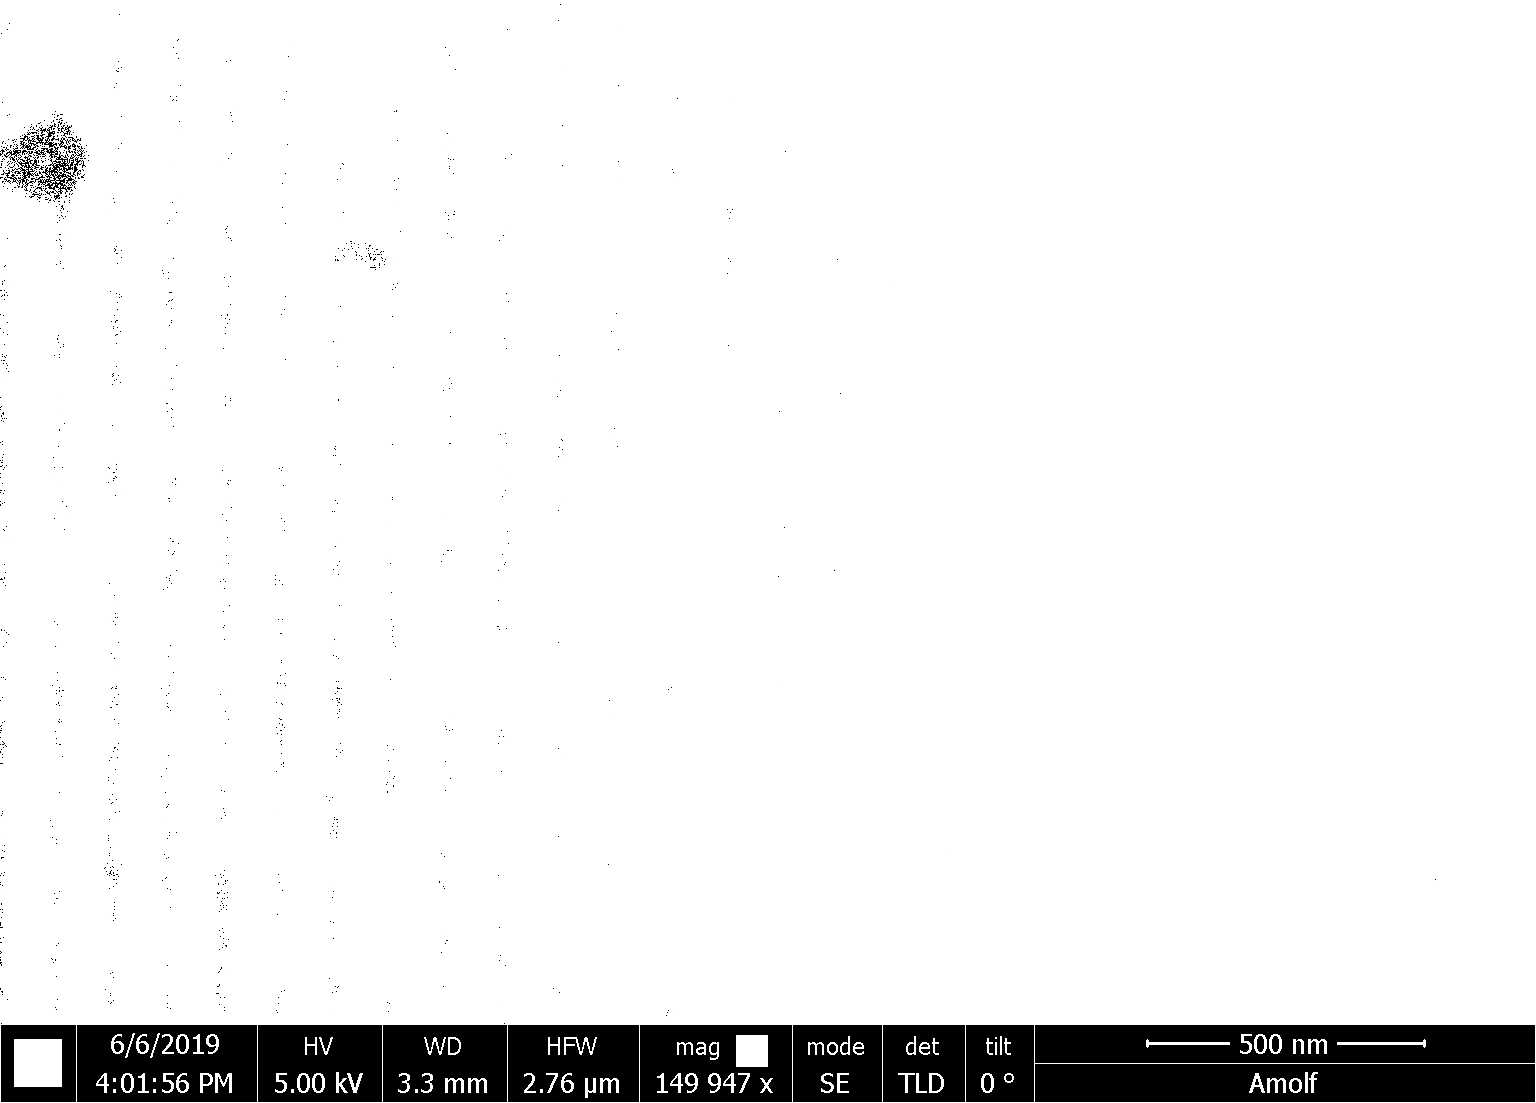 6/6/2019
4:01:56 PM
HV
5.00 kV
WD
3.3 mm
HFW
2.76 µm
mag
149 947 x
mode
SE
det
TLD
tilt
0 °
500 nm
Amolf